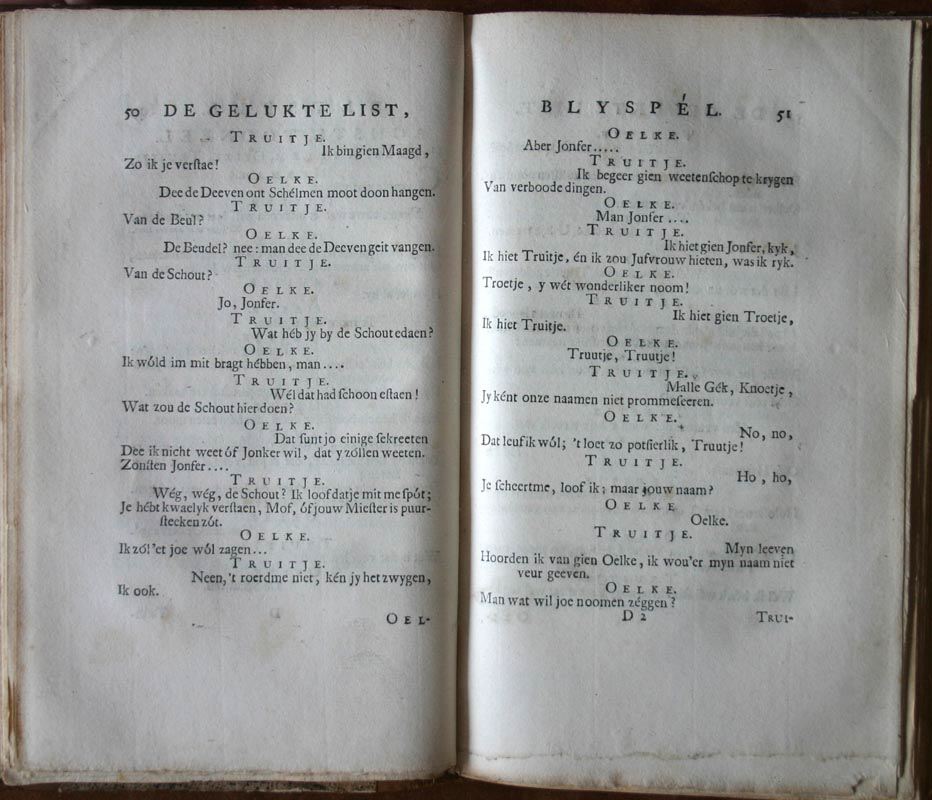 50 DE GELUKTE LIST,
TRUITJE.
Ik bin gien Maagd,
Zo ik je verſtae!
OELKE.
Dee de Deeven ont Schélmen moot doon hangen.
TRUITJE.
Van de Beul?
OELKE.
De Beudel? nee: man dee de Deeven geit vangen.
TRUITJE.
Van de Schout?
OELKE.
Jo, Jonfer.
TRUITJE.
Wat héb jy by de Schout edaen?
OELKE.
Ik wóld im mit bragt hébben, man....
TRUITJE.
Wél dat had ſchoon eſtaen!
Wat zou de Schout hier doen?
OELKE.
Dat ſunt jo einige ſekreeten
Dee ik nicht weet óf Jonker wil, dat y zóllen weeten.
Zonſten Jonſer....
TRUITJE.
Wég, wég, de Schout? Ik loof datje mit me ſpót;
Je hébt kwaelyk verſtaen, Mof, óf jouw Mieſter is puur-
ſtecken zót.
OELKE.
Ik zól 'et joe wól zagen...
TRUITJE.
Neen, 't roerdme niet, kén jy het zwygen,
Ik ook.
OEL-
BLYSPÉL. 51
OELKE.
Aber Jonſer.....
TRUITJE.
Ik begeer gien weetenſchop te krygen
Van verboode dingen.
OELKE.
Man Jonſer ....
TRUITJE.
Ik hiet gien Jonſer, kyk,
Ik hiet Truitje, én ik zou Jufvrouw hieten, was ik ryk.
OELKE.
Troetje, y wét wonderliker noom!
TRUITJE.
Ik hiet gien Troetje,
Ik hiet Truitje.
OELKE.
Truutje, Truutje!
TRUITJE.
Malle Gék, Knoetje,
Jy ként onze naamen niet prommeſeeren.
OELKE.
No, no,
Dat leuf ik wól; 't loet zo potſierlik, Truutje!
TRUITJE.
Ho, ho,
Je ſcheertme, loof ik; maar jouw naam?
OELKE
Oelke.
TRUITJE.
Myn leeven
Hoorden ik van gien Oelke, ik wou'er myn naam niet
veur geeven.
OELKE.
Man wat wil joe noomen zéggen?
D 2 TRUI-